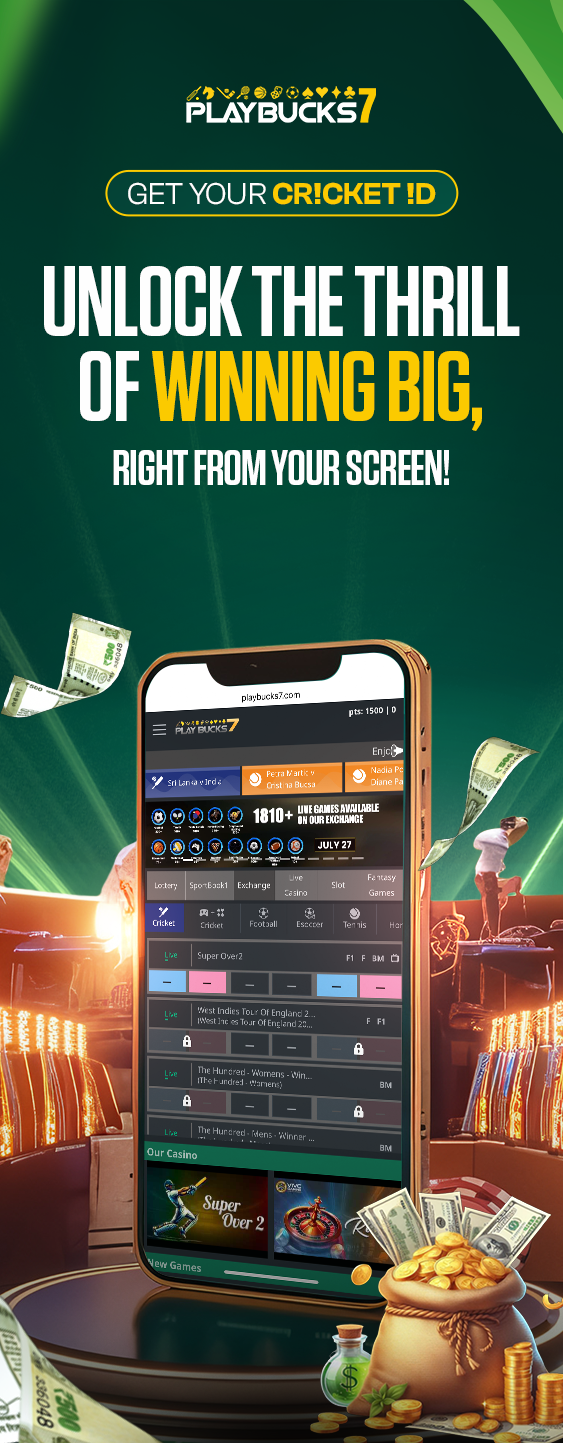 PLAYBUCKS7
GET YOUR CR!CKET !D
UNLOCK THE THRILL
OF WINNING BIG,
RIGHT FROM YOUR SCREEN!
playbucks7.com
pts: 1500 | 0
PLAY BUCKS 7
Enjo
Sri Lanka v India
Petra Martic v
Cristina Bucsa
Nadia Po
Diane Pa
1810+ LIVE GAMES AVAILABLE
ON OUR EXCHANGE
JULY 27
Lottery
SportBook1
Exchange
Live
Casino
Slot
Fantasy
Games
Cricket
Cricket
Football
Esoccer
Tennis
Hor
Live
Super Over2
F1 F BM
Live
West Indies Tour Of England 2...
(West Indies Tour Of England 20...
F F1
Live
The Hundred - Womens - Win...
(The Hundred - Womens)
BM
Live
The Hundred - Mens - Winner ...
BM
Our Casino
Super
Over 2
New Games
₹500
₹500